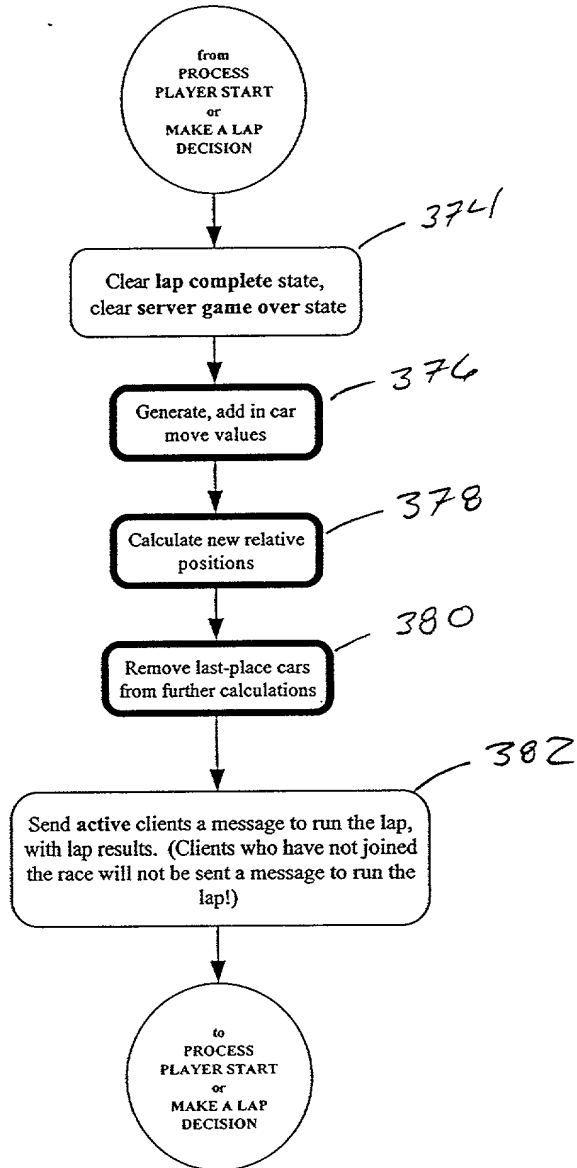 from
PROCESS
PLAYER START
or
MAKE A LAP
DECISION
374
Clear lap complete state,
clear server game over state
376
Generate, add in car
move values
378
Calculate new relative
positions
380
Remove last-place cars
from further calculations
382
Send active clients a message to run the lap,
with lap results. (Clients who have not joined
the race will not be sent a message to run the
lap!)
to
PROCESS
PLAYER START
or
MAKE A LAP
DECISION